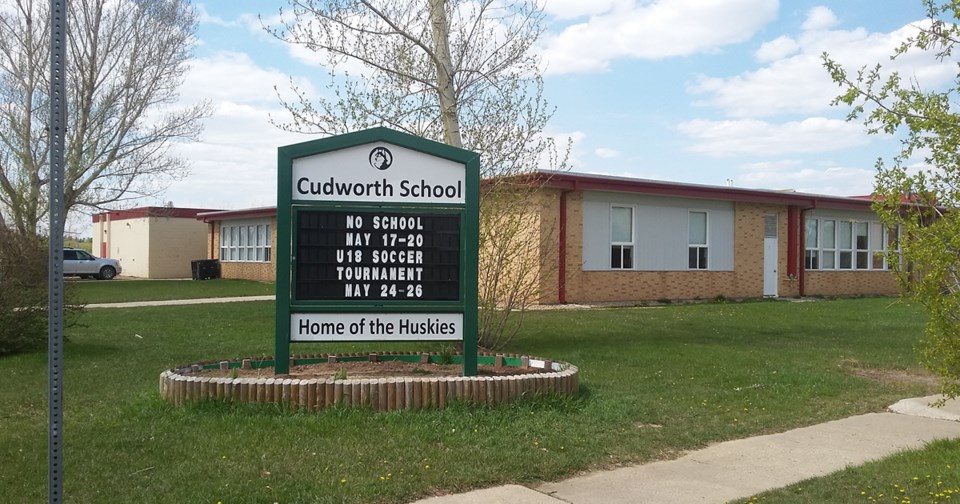 Cudworth School
NO SCHOOL
MAY 17-20
U18 SOCCER
TOURNAMENT
MAY 24-26
Home of the Huskies